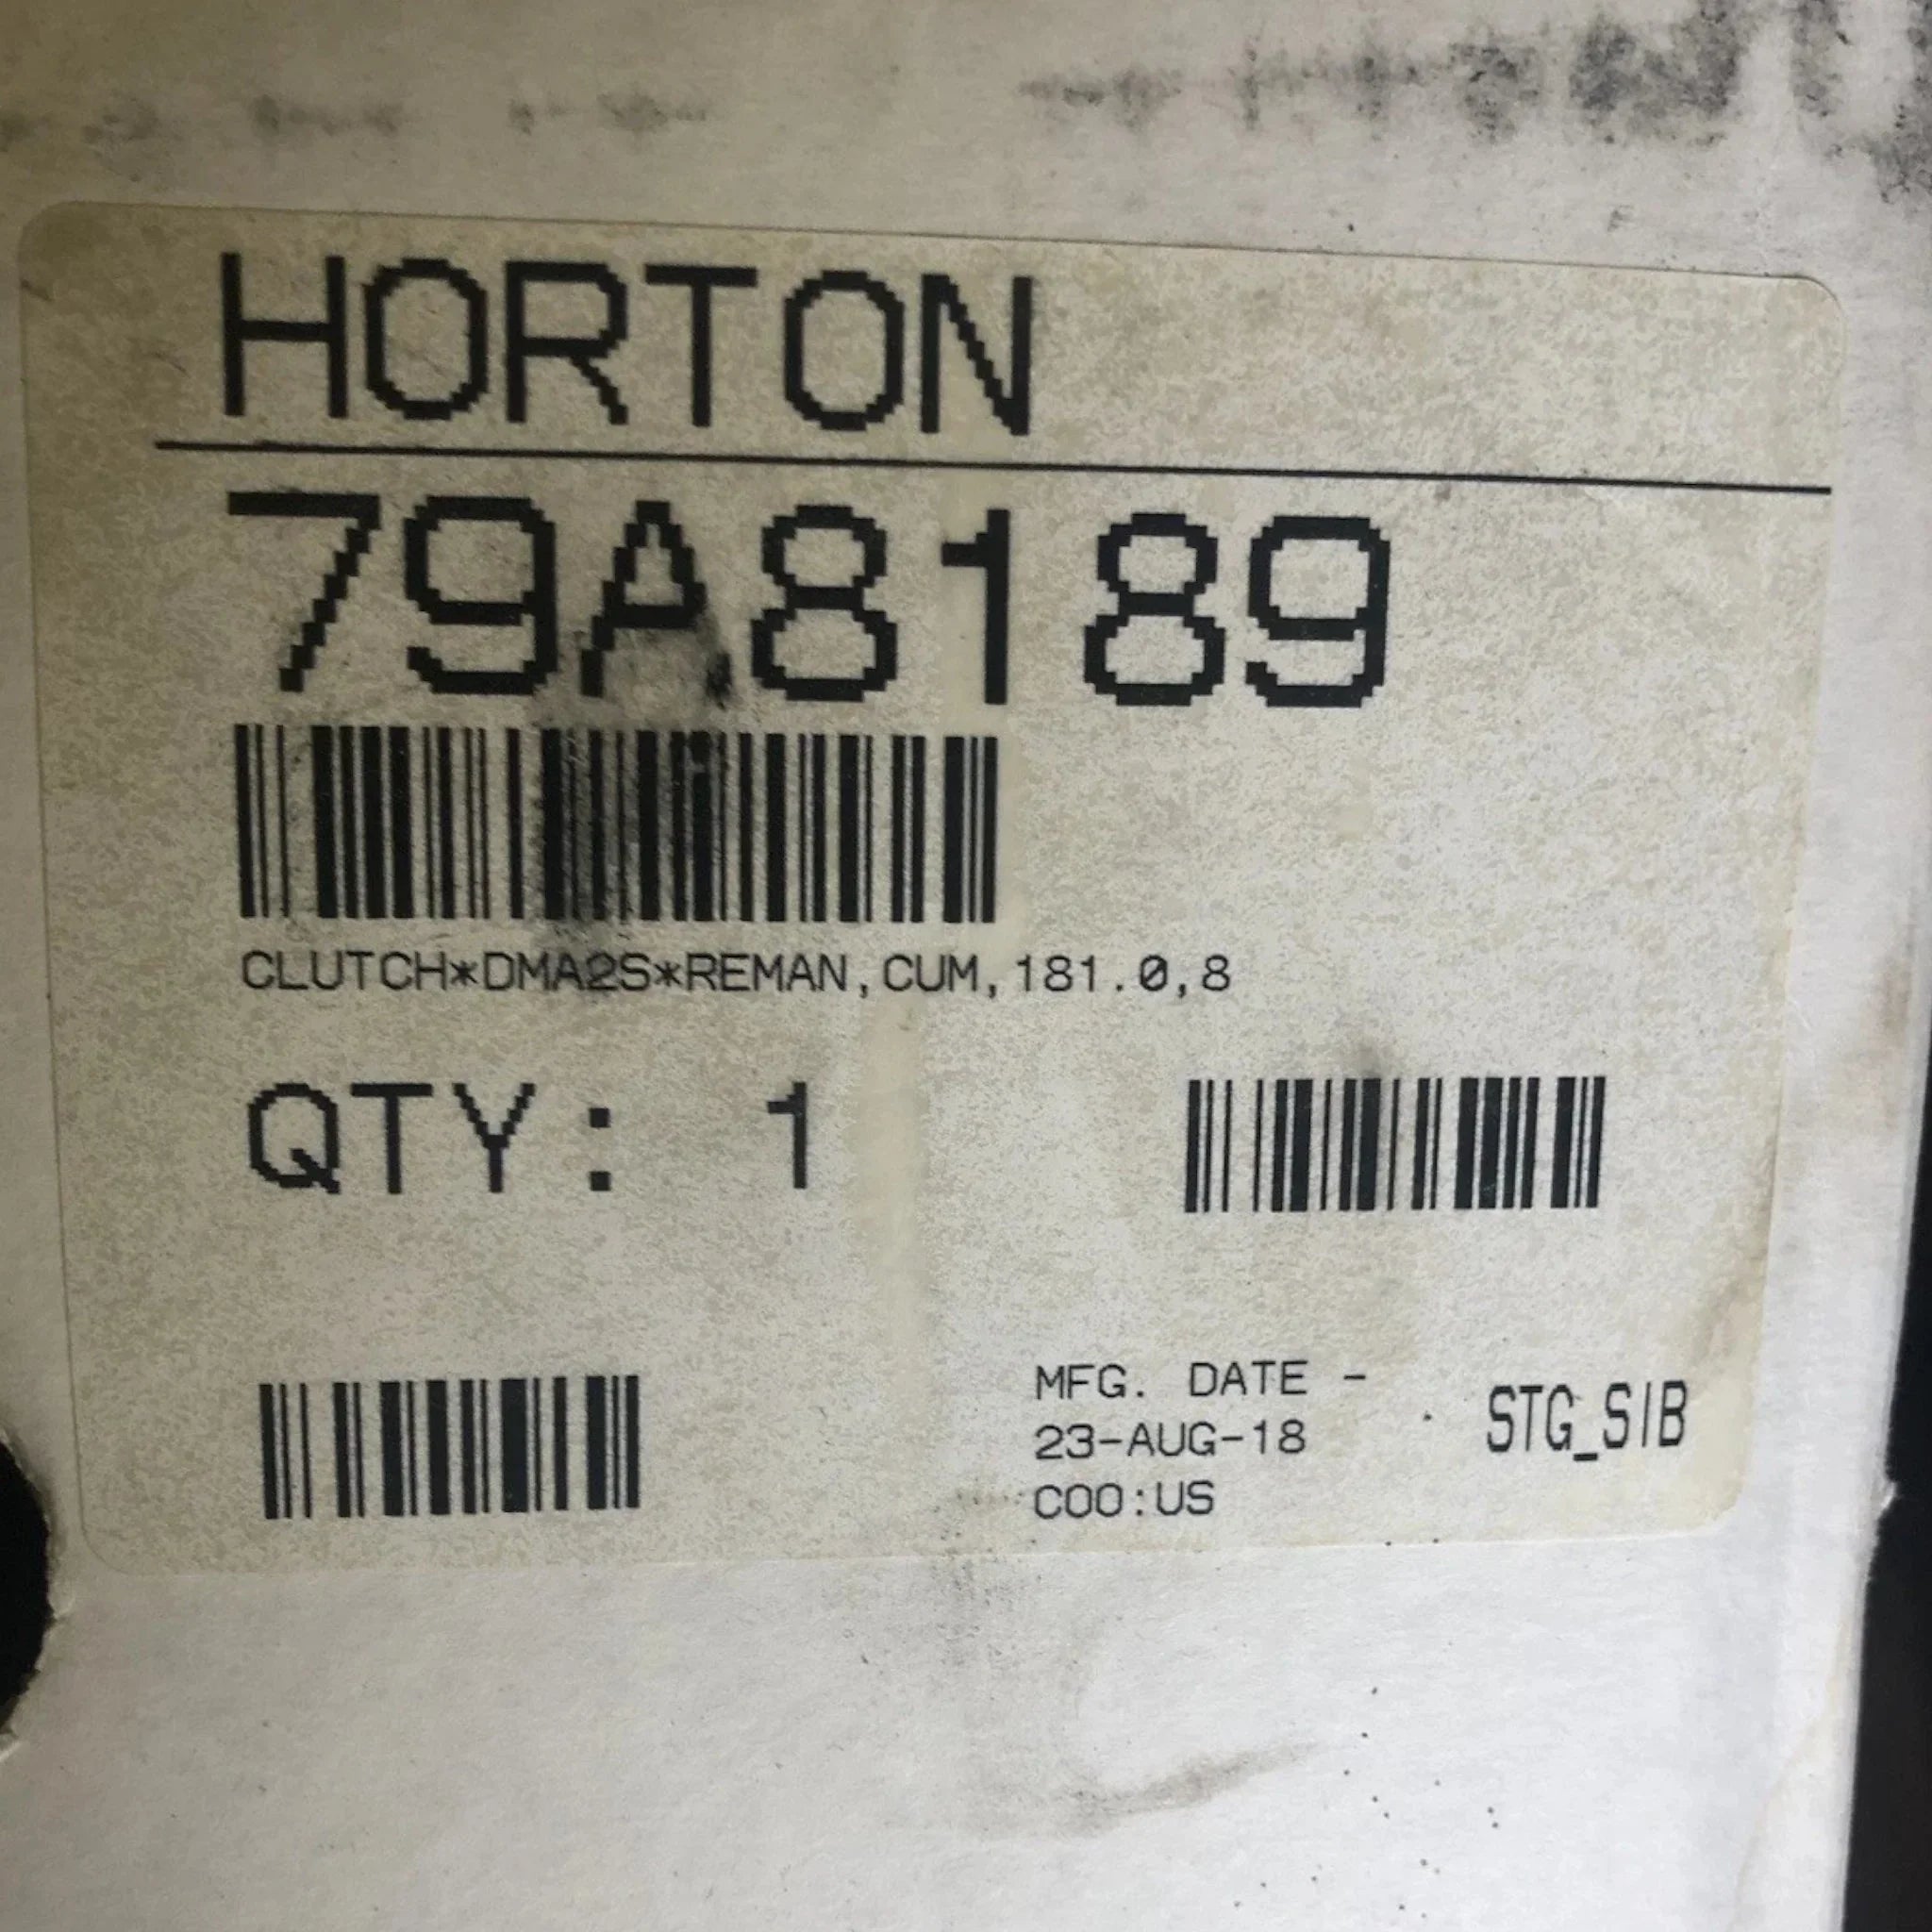 HORTON
79A8189
CLUTCH*DMA2S*REMAN,CUM,181.0,8
QTY: 1
MFG. DATE -
23-AUG-18
COO:US
STG_SIB